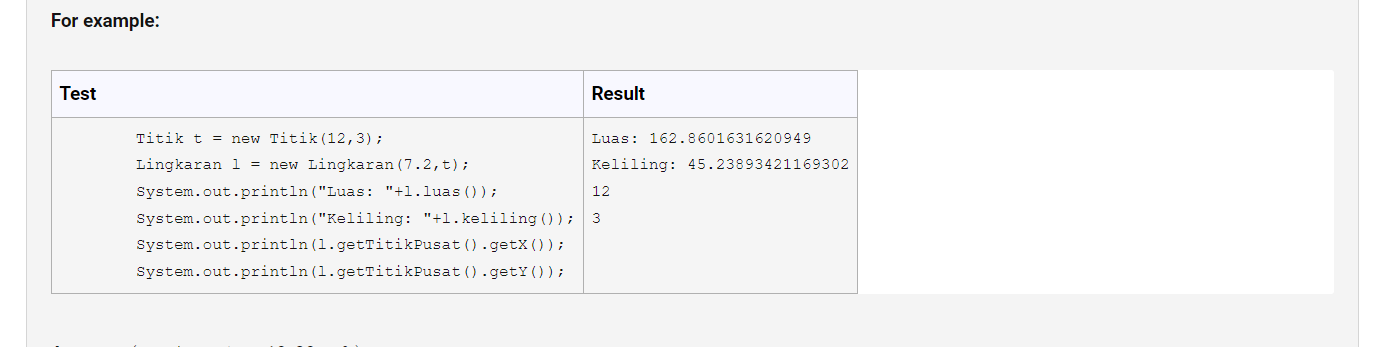 For example:
Test Result
Titik t = new Titik(12,3);
Lingkaran l = new Lingkaran(7.2,t);
System.out.println("Luas: "+l.luas());
System.out.println("Keliling: "+l.keliling());
System.out.println(l.getTitikPusat().getX());
System.out.println(l.getTitikPusat().getY());
Luas: 162.8601631620949
Keliling: 45.23893421169302
12
3